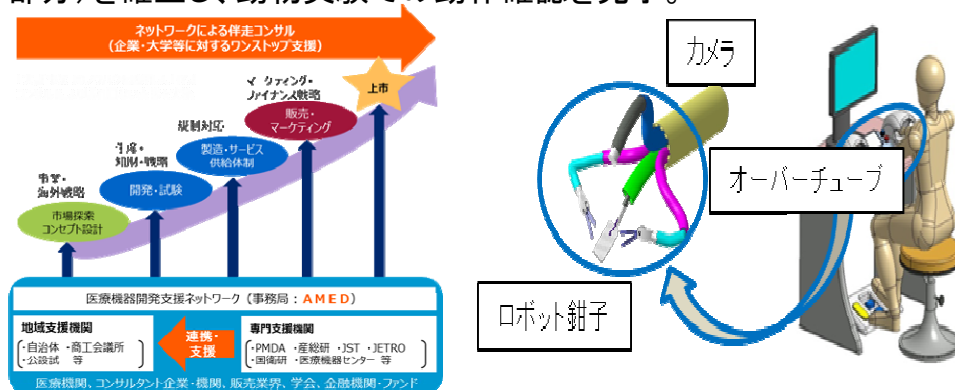 ネットワークによる伴走コンサル
(企業・大学等に対するワンストップ支援)
上市
マーケティング・
ファイナンス戦略
販売・
マーケティング
規制対応
製造・サービス
供給体制
知財・戦略
開発・試験
事業・
海外戦略
市場探索
コンセプト設計
医療機器開発支援ネットワーク(事務局:AMED)
地域支援機関
・自治体 ・商工会議所
・公設試 等
連携・
支援
専門支援機関
・PMDA ・産総研 ・JST ・JETRO
・国衛研 ・医療機器センター 等
医療機関、コンサルタント企業・機関、販売業界、学会、金融機関・ファンド
カメラ
オーバーチューブ
ロボット鉗子